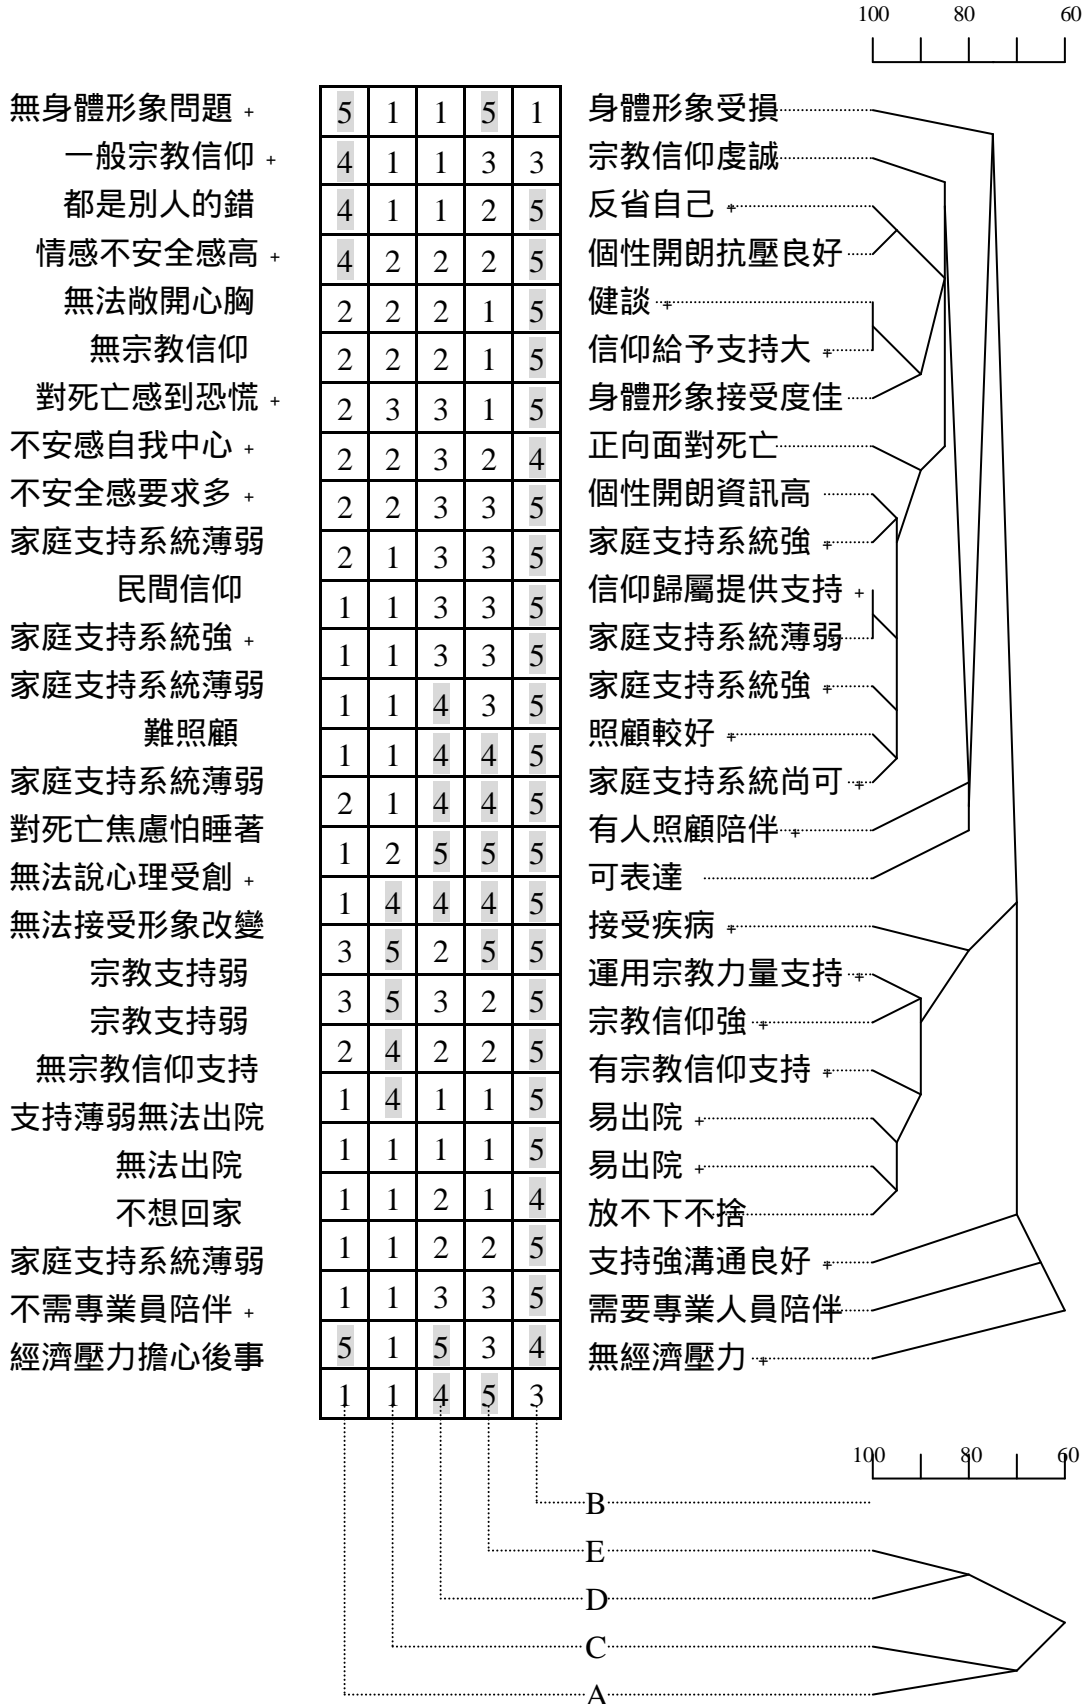 100 80 60
無身體形象問題 + 5 1 1 5 1 身體形象受損
一般宗教信仰 + 4 1 1 3 3 宗教信仰虔誠
都是別人的錯 4 1 1 2 5 反省自己 +
情感不安全感高 + 4 2 2 2 5 個性開朗抗壓良好
無法敞開心胸 2 2 2 1 5 健談 +
無宗教信仰 2 2 2 1 5 信仰給予支持大 +
對死亡感到恐慌 + 2 3 3 1 5 身體形象接受度佳
不安感自我中心 + 2 2 3 2 4 正向面對死亡
不安全感要求多 + 2 2 3 3 5 個性開朗資訊高
家庭支持系統薄弱 2 1 3 3 5 家庭支持系統強 +
民間信仰 1 1 3 3 5 信仰歸屬提供支持 +
家庭支持系統強 + 1 1 3 3 5 家庭支持系統薄弱
家庭支持系統薄弱 1 1 4 3 5 家庭支持系統強 +
難照顧 1 1 4 4 5 照顧較好 +
家庭支持系統薄弱 2 1 4 4 5 家庭支持系統尚可 +
對死亡焦慮怕睡著 1 2 5 5 5 有人照顧陪伴 +
無法說心理受創 + 1 4 4 4 5 可表達
無法接受形象改變 3 5 2 5 5 接受疾病 +
宗教支持弱 3 5 3 2 5 運用宗教力量支持 +
宗教支持弱 2 4 2 2 5 宗教信仰強 +
無宗教信仰支持 1 4 1 1 5 有宗教信仰支持 +
支持薄弱無法出院 1 1 1 1 5 易出院 +
無法出院 1 1 2 1 4 易出院 +
不想回家 1 1 2 2 5 放不下不捨
家庭支持系統薄弱 1 1 3 3 5 支持強溝通良好 +
不需專業員陪伴 + 5 1 5 3 4 需要專業人員陪伴
經濟壓力擔心後事 1 1 4 5 3 無經濟壓力 +
100 80 60
B
E
D
C
A